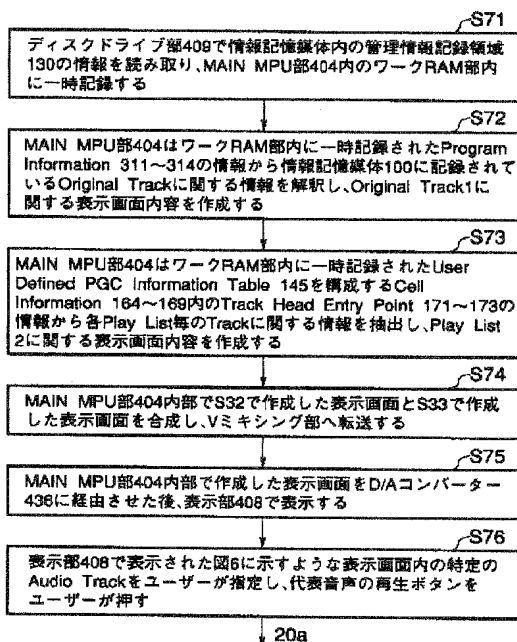 S71
ディスクドライブ部409で情報記憶媒体内の管理情報記録領域
130の情報を読み取り、MAIN MPU部404内のワークRAM部内
に一時記録する
S72
MAIN MPU部404はワークRAM部内に一時記録されたProgram
Information 311〜314の情報から情報記憶媒体100に記録されて
いるOriginal Trackに関する情報を解釈し、Original Track1に
関する表示画面内容を作成する
S73
MAIN MPU部404はワークRAM部内に一時記録されたUser
Defined PGC Information Table 145を構成するCell
Information 164〜169内のTrack Head Entry Point 171〜173の
情報から各Play List毎のTrackに関する情報を抽出し、Play List
2に関する表示画面内容を作成する
S74
MAIN MPU部404内部でS32で作成した表示画面とS33で作
成した表示画面を合成し、Vミキシング部へ転送する
S75
MAIN MPU部404内部で作成した表示画面をD/Aコンバーター
436に経由させた後、表示部408で表示する
S76
表示部408で表示された図6に示すような表示画面内の特定の
Audio Trackをユーザーが指定し、代表音声の再生ボタンを
ユーザーが押す
20a